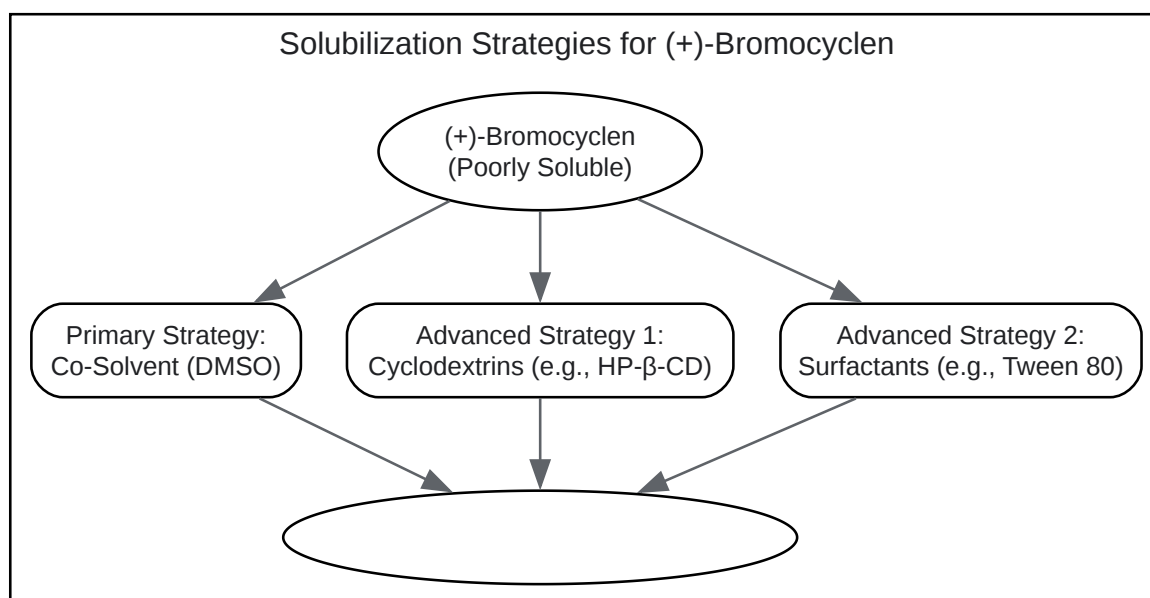 Solubilization Strategies for (+)-Bromocyclen
(+)-Bromocyclen
(Poorly Soluble)
Primary Strategy:
Co-Solvent (DMSO)
Advanced Strategy 1:
Cyclodextrins (e.g., HP-β-CD)
Advanced Strategy 2:
Surfactants (e.g., Tween 80)